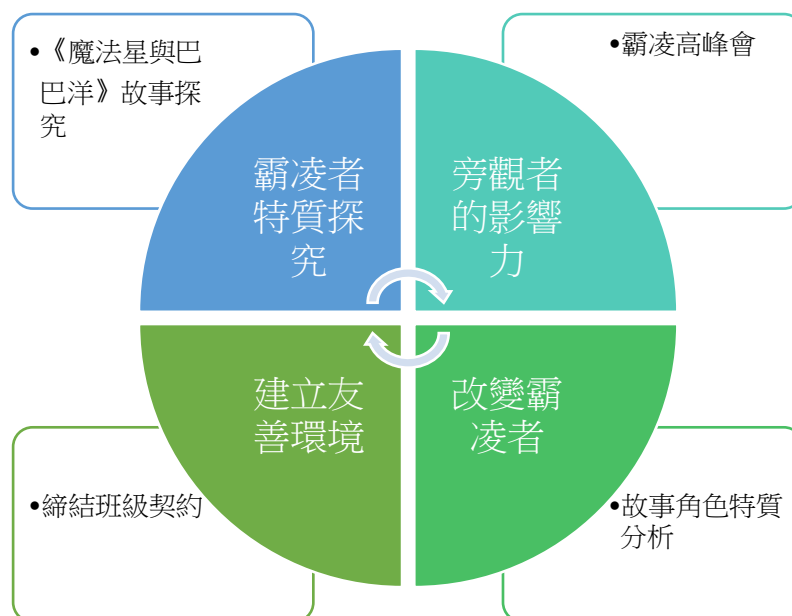 •《魔法星與巴
巴洋》故事探
究
霸凌者
特質探
究
旁觀者
的影響
力
•霸凌高峰會
•締結班級契約
建立友
善環境
改變霸
凌者
•故事角色特質
分析